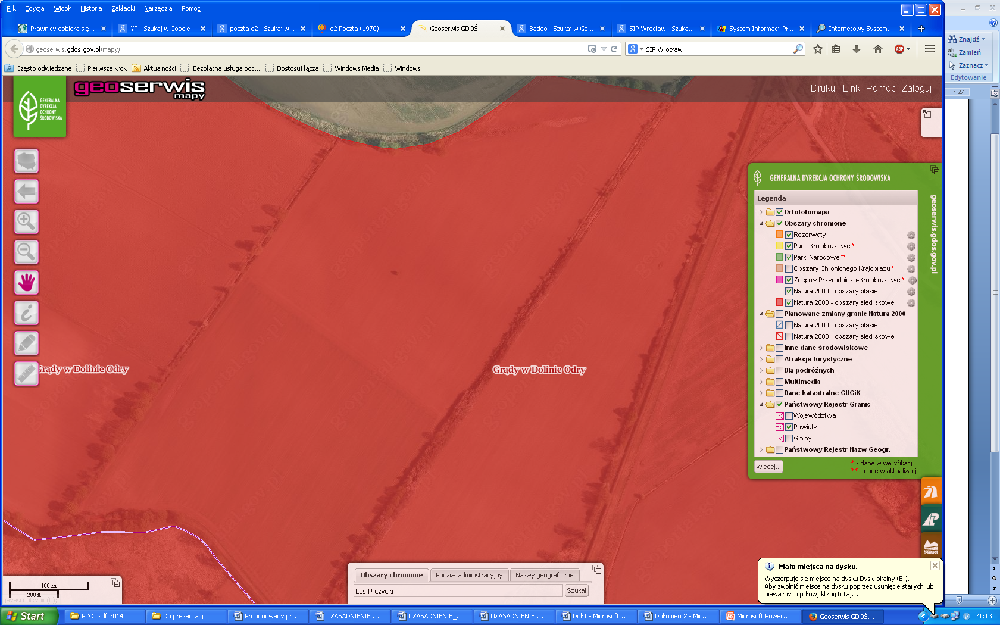 Plik Edycja Widok Historia Zakładki Narzędzia Pomoc
Prawnicy dobiorą się... YT - Szukaj w Google poczta o2 - Szukaj w... o2 Poczta (1970) Geoserwis GDOŚ Badoo - Szukaj w Go... SIP Wrocław - Szuka... System Informacji Pr... Internetowy System...
geoserwis.gdos.gov.pl/mapy/ SIP Wrocław
Często odwiedzane Pierwsze kroki Aktualności Bezpłatna usługa poc... Dostosuj łącza Windows Media Windows
Znajdź
Zamień
Zaznacz
Edytowanie
27
geoserwis
mapy
Drukuj Link Pomoc Zaloguj
GENERALNA
DYREKCJA
OCHRONY
ŚRODOWISKA
GENERALNA DYREKCJA OCHRONY ŚRODOWISKA
geoserwis.gdos.gov.pl
Legenda
Ortofotomapa
Obszary chronione
Rezerwaty
Parki Krajobrazowe *
Parki Narodowe **
Obszary Chronionego Krajobrazu *
Zespoły Przyrodniczo-Krajobrazowe *
Natura 2000 - obszary ptasie
Natura 2000 - obszary siedliskowe
Planowane zmiany granic Natura 2000
Natura 2000 - obszary ptasie
Natura 2000 - obszary siedliskowe
Inne dane środowiskowe
Atrakcje turystyczne
Dla podróżnych
Multimedia
Dane katastralne GUGiK
Państwowy Rejestr Granic
Województwa
Powiaty
Gminy
Państwowy Rejestr Nazw Geogr.
więcej...
* - dane w weryfikacji
** - dane w aktualizacji
Grądy w Dolinie Odry Grądy w Dolinie Odry
100 m
200 ft
javascript:void(0);
Obszary chronione Podział administracyjny Nazwy geograficzne
Las Pilczycki Szukaj
Mało miejsca na dysku.
Wyczerpuje się miejsce na dysku Dysk lokalny (E:).
Aby zwolnić miejsce na dysku poprzez usunięcie starych lub
nieważnych plików, kliknij tutaj...
Start PZO i sdf 2014 Do prezentacji Proponowany pr... UZASADNIENIE ... UZASADNIENIE_... UZASADNIENIE ... Dok1 - Microsoft ... Dokument2 - Mic... Microsoft Power... Geoserwis GDOŚ... 21:13